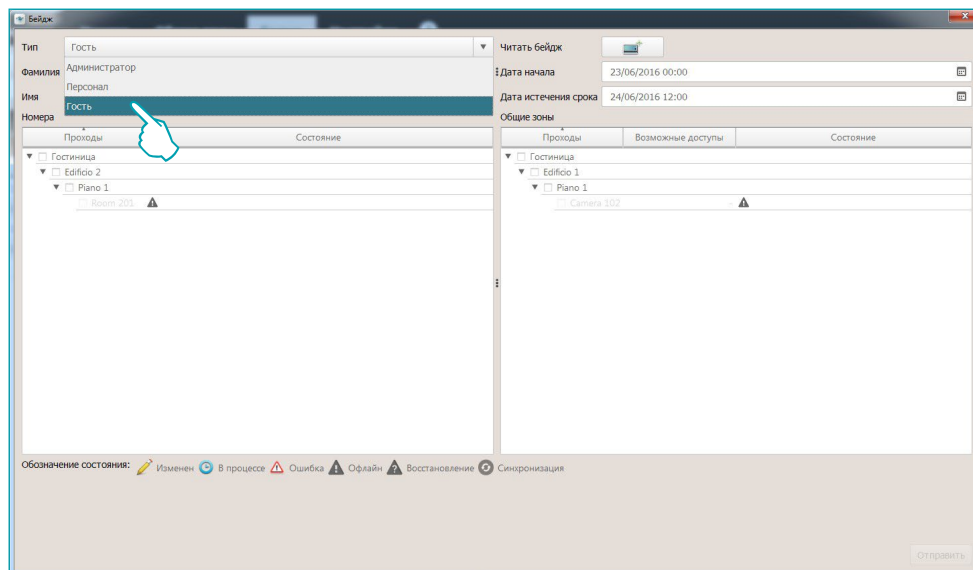 Бейдж
Тип Гость Читать бейдж
Фамилия Администратор Дата начала 23/06/2016 00:00
Персонал
Имя Гость Дата истечения срока 24/06/2016 12:00
Номера Общие зоны
Проходы Состояние Проходы Возможные доступы Состояние
Гостиница Гостиница
Edificio 2 Edificio 1
Piano 1 Piano 1
Room 201 Camera 102 -
Обозначение состояния: Изменен В процессе Ошибка Офлайн Восстановление Синхронизация
Отправить